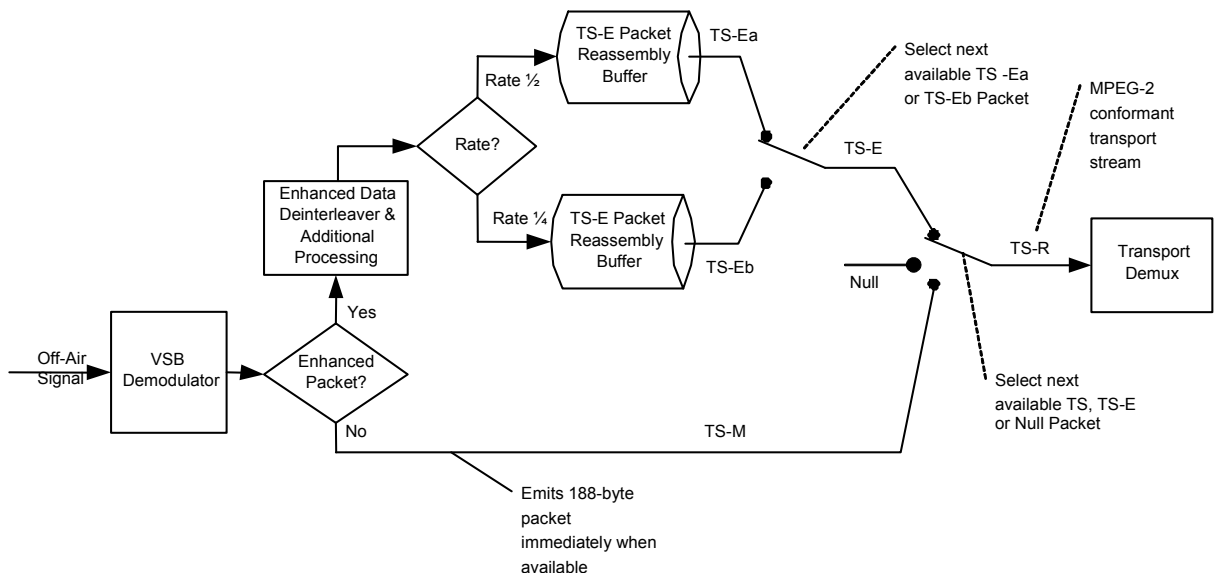 TS-E Packet
Reassembly
Buffer
TS-Ea
Select next
available TS -Ea
or TS-Eb Packet
MPEG-2
conformant
transport
stream
Rate ½
Rate?
TS-E
Enhanced Data
Deinterleaver &
Additional
Processing
Rate ¼
TS-E Packet
Reassembly
Buffer
TS-Eb
TS-R
Transport
Demux
Null
Yes
Off-Air
Signal
VSB
Demodulator
Enhanced
Packet?
Select next
available TS, TS-E
or Null Packet
No
TS-M
Emits 188-byte
packet
immediately when
available